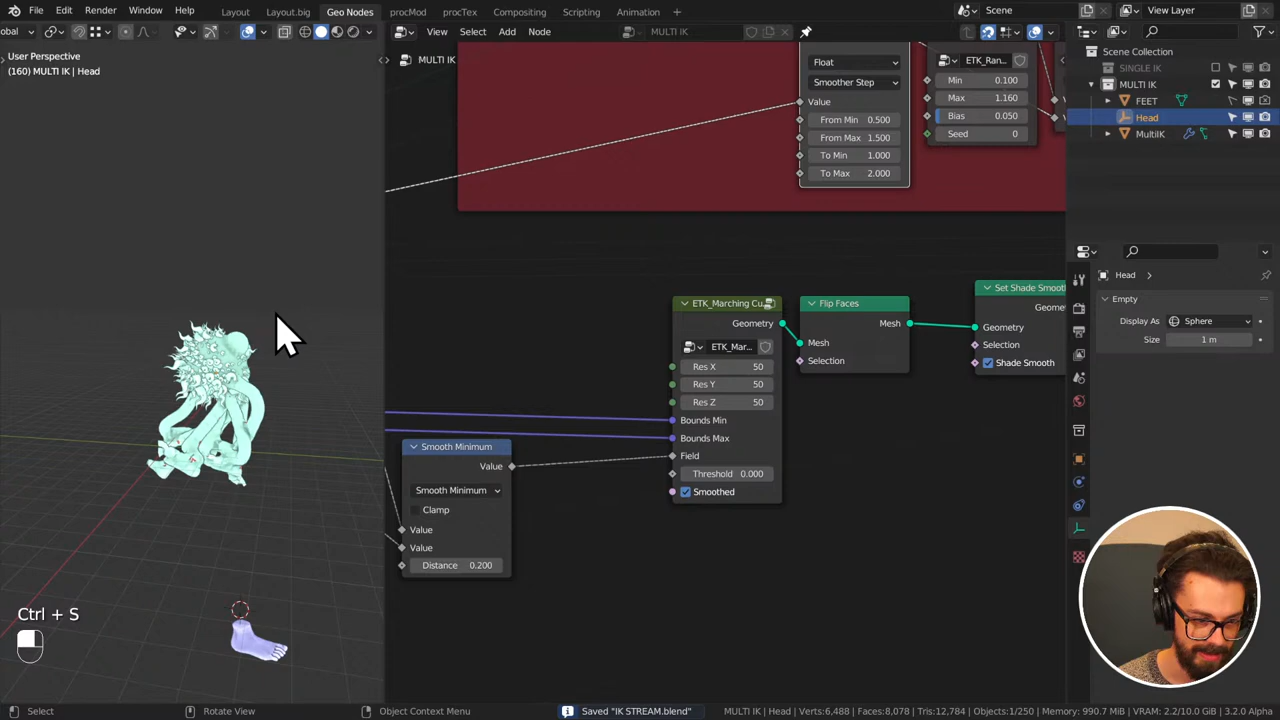 File Edit Render Window Help Layout Layout.big Geo Nodes procMod procTex Compositing Scripting Animation Scene View Layer
View Select Add Node MULTI IK
User Perspective
(160) MULTI IK | Head
MULTI IK
Float
Smoother Step
Value
From Min 0.500
From Max 1.500
To Min 1.000
To Max 2.000
ETK_Ran...
Min 0.100
Max 1.160
Bias 0.050
Seed 0
Scene Collection
SINGLE IK
MULTI IK
FEET
Head
MultiIK
Head
Empty
Display As Sphere
Size 1 m
ETK_Marching Cu...
Geometry
ETK_Mar...
Res X 50
Res Y 50
Res Z 50
Bounds Min
Bounds Max
Field
Threshold 0.000
Smoothed
Flip Faces
Mesh
Mesh
Selection
Set Shade Smooth
Geome
Geometry
Selection
Shade Smooth
Smooth Minimum
Value
Smooth Minimum
Clamp
Value
Value
Distance 0.200
Ctrl + S
Select Rotate View Object Context Menu Saved "IK STREAM.blend" MULTI IK | Head Verts:6,488 | Faces:8,078 | Tris:12,784 | Objects:1/250 | Memory: 990.7 MiB | VRAM: 2.2/10.0 GiB | 3.2.0 Alpha